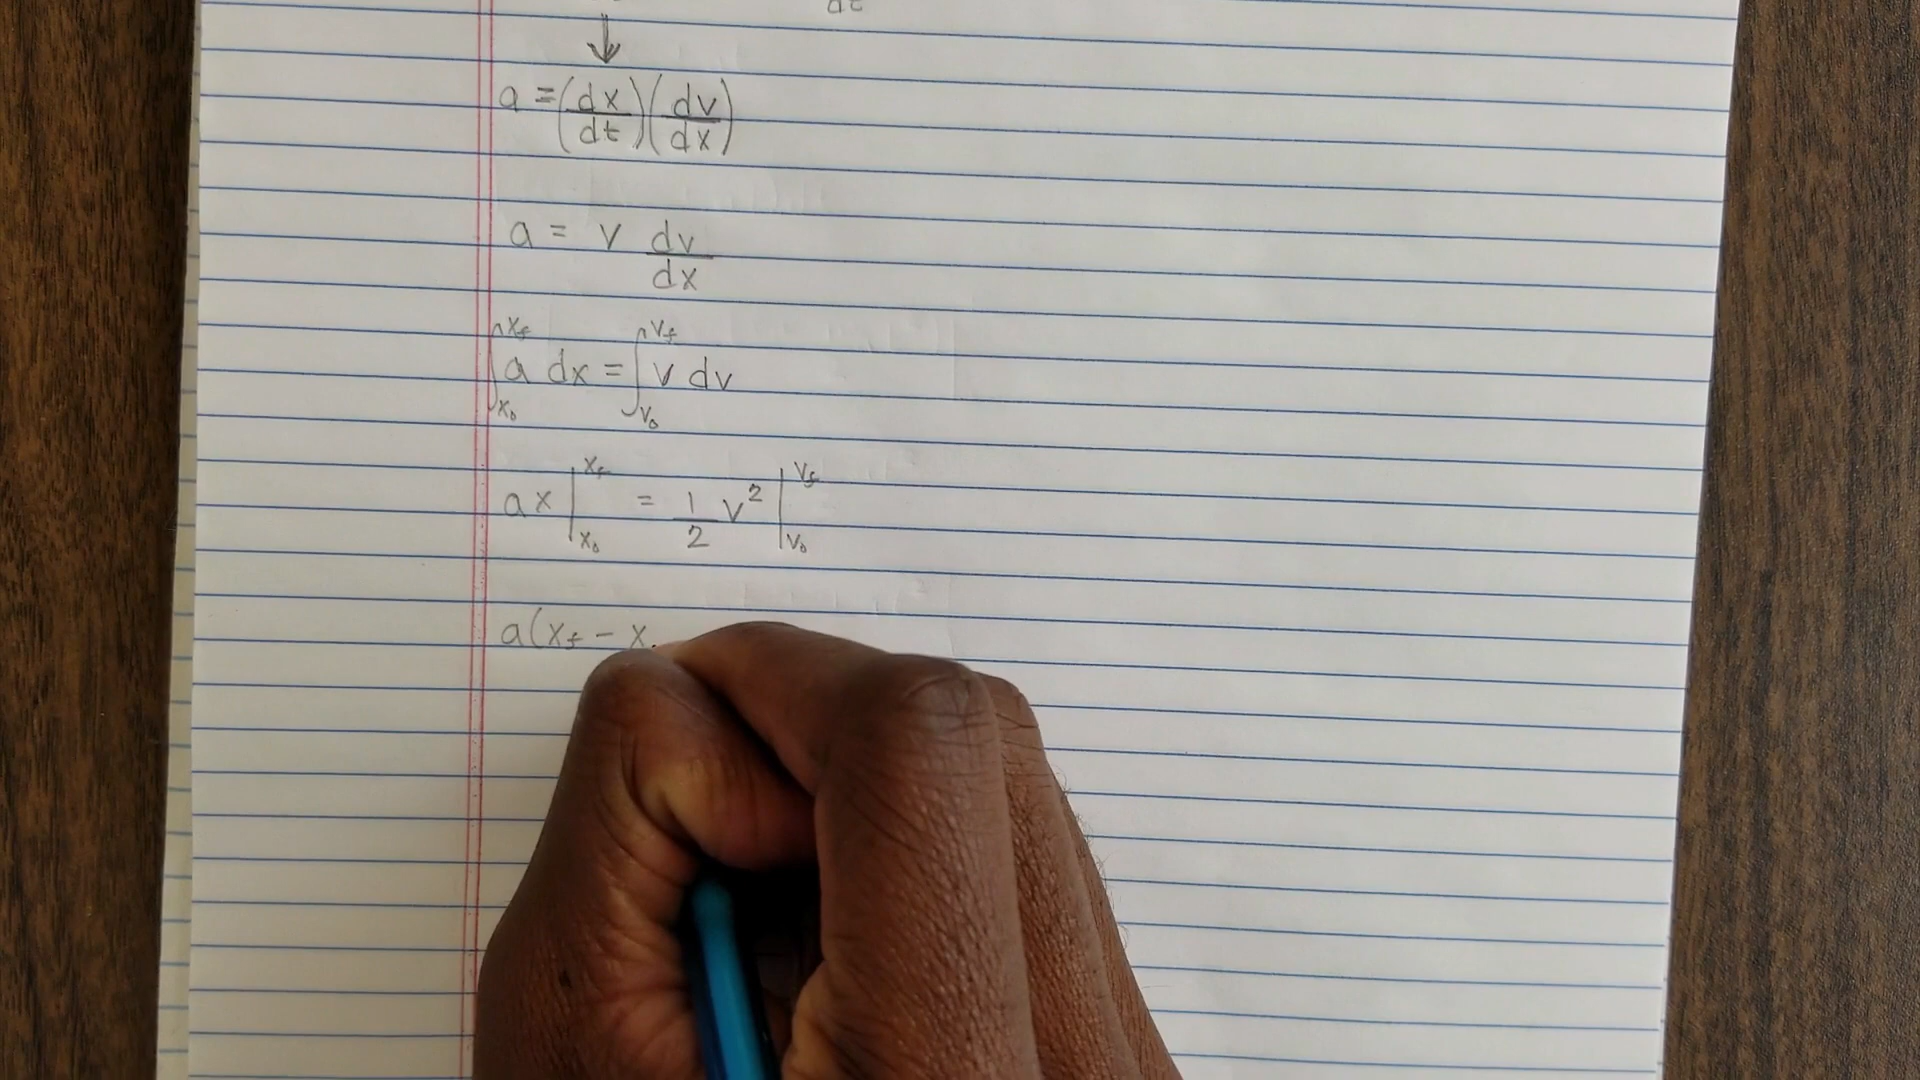 dt
↓
a = (dx/dt)(dv/dx)
a = v dv/dx
∫_{x₀}^{x_f} a dx = ∫_{v₀}^{v_f} v dv
ax |_{x₀}^{x_f} = 1/2 v² |_{v₀}^{v_f}
a(x_f - x